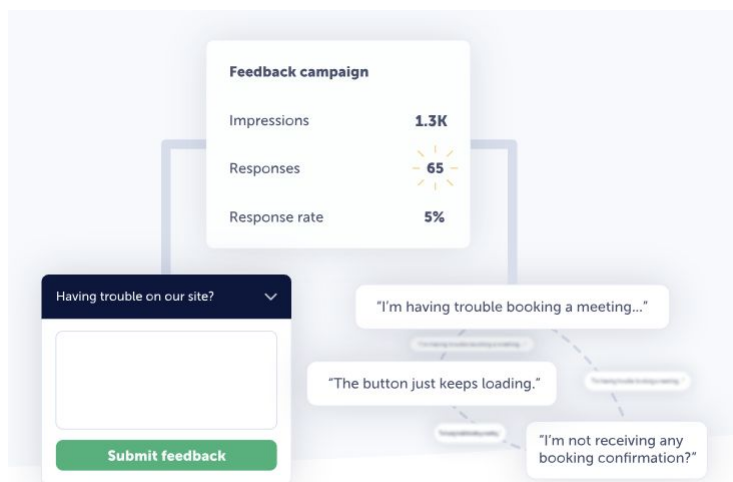 Feedback campaign
Impressions 1.3K
Responses 65
Response rate 5%
Having trouble on our site?
"I'm having trouble booking a meeting..."
"The button just keeps loading."
Submit feedback
"I'm not receiving any
booking confirmation?"